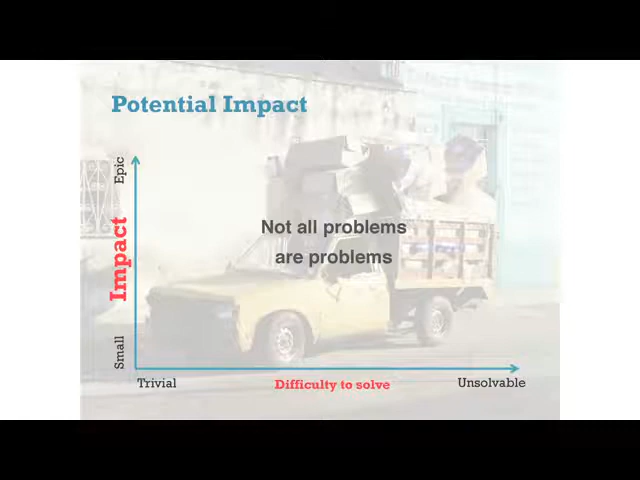 Potential Impact
Epic
Not all problems
are problems
Impact
Small
Trivial
Difficulty to solve
Unsolvable